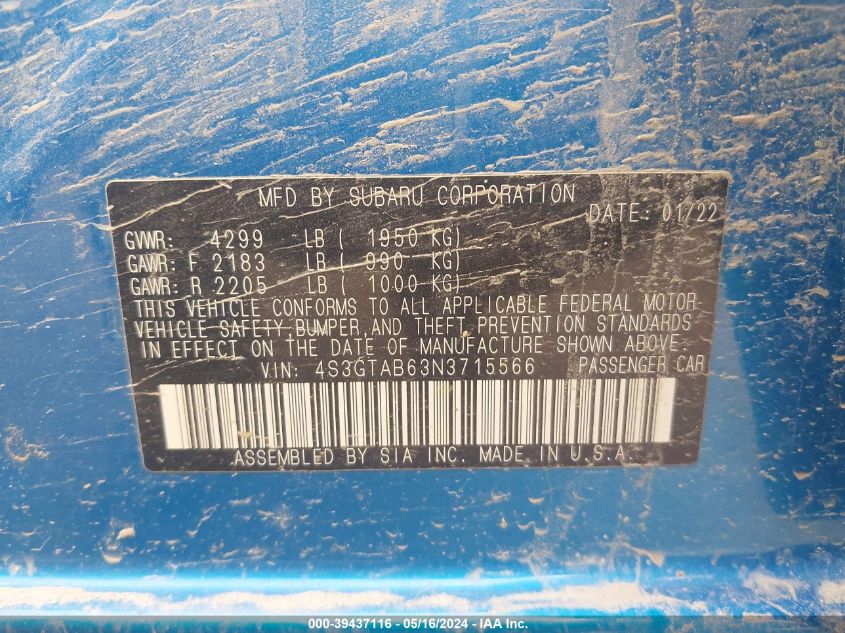 MFD BY SUBARU CORPORATION
DATE: 01/22
GVWR: 4299 LB ( 1950 KG)
GAWR: F 2183 LB ( 990 KG)
GAWR: R 2205 LB ( 1000 KG)
THIS VEHICLE CONFORMS TO ALL APPLICABLE FEDERAL MOTOR
VEHICLE SAFETY BUMPER, AND THEFT PREVENTION STANDARDS
IN EFFECT ON THE DATE OF MANUFACTURE SHOWN ABOVE.
VIN: 4S3GTAB63N3715566 PASSENGER CAR
ASSEMBLED BY SIA INC. MADE IN U.S.A.
000-39437116 - 05/16/2024 - IAA Inc.